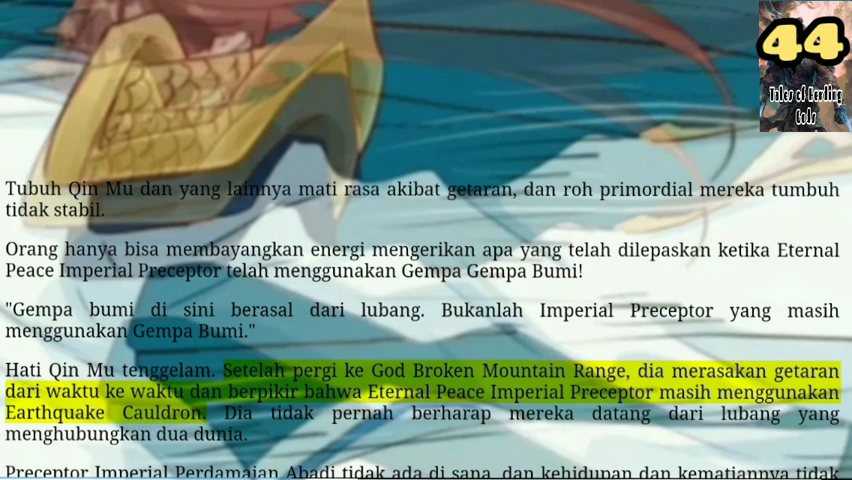 44
Tales of Herding
Gods
Tubuh Qin Mu dan yang lainnya mati rasa akibat getaran, dan roh primordial mereka tumbuh
tidak stabil.
Orang hanya bisa membayangkan energi mengerikan apa yang telah dilepaskan ketika Eternal
Peace Imperial Preceptor telah menggunakan Gempa Gempa Bumi!
"Gempa bumi di sini berasal dari lubang. Bukanlah Imperial Preceptor yang masih
menggunakan Gempa Bumi."
Hati Qin Mu tenggelam. Setelah pergi ke God Broken Mountain Range, dia merasakan getaran
dari waktu ke waktu dan berpikir bahwa Eternal Peace Imperial Preceptor masih menggunakan
Earthquake Cauldron. Dia tidak pernah berharap mereka datang dari lubang yang
menghubungkan dua dunia.
Preceptor Imperial Perdamaian Abadi tidak ada di sana, dan kehidupan dan kematiannya tidak